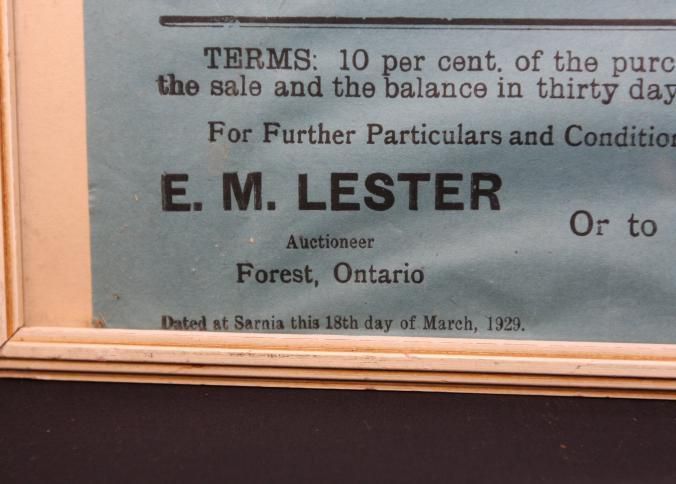 TERMS: 10 per cent. of the purc
the sale and the balance in thirty day
For Further Particulars and Condition
E. M. LESTER
Or to
Auctioneer
Forest, Ontario
Dated at Sarnia this 18th day of March, 1929.